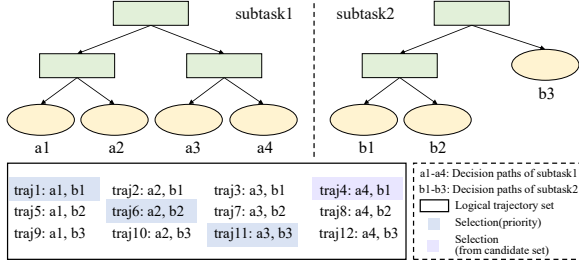 subtask1
subtask2
a1
a2
a3
a4
b1
b2
b3
traj1: a1, b1
traj2: a2, b1
traj3: a3, b1
traj4: a4, b1
traj5: a1, b2
traj6: a2, b2
traj7: a3, b2
traj8: a4, b2
traj9: a1, b3
traj10: a2, b3
traj11: a3, b3
traj12: a4, b3
a1-a4: Decision paths of subtask1
b1-b3: Decision paths of subtask2
Logical trajectory set
Selection(priority)
Selection
(from candidate set)